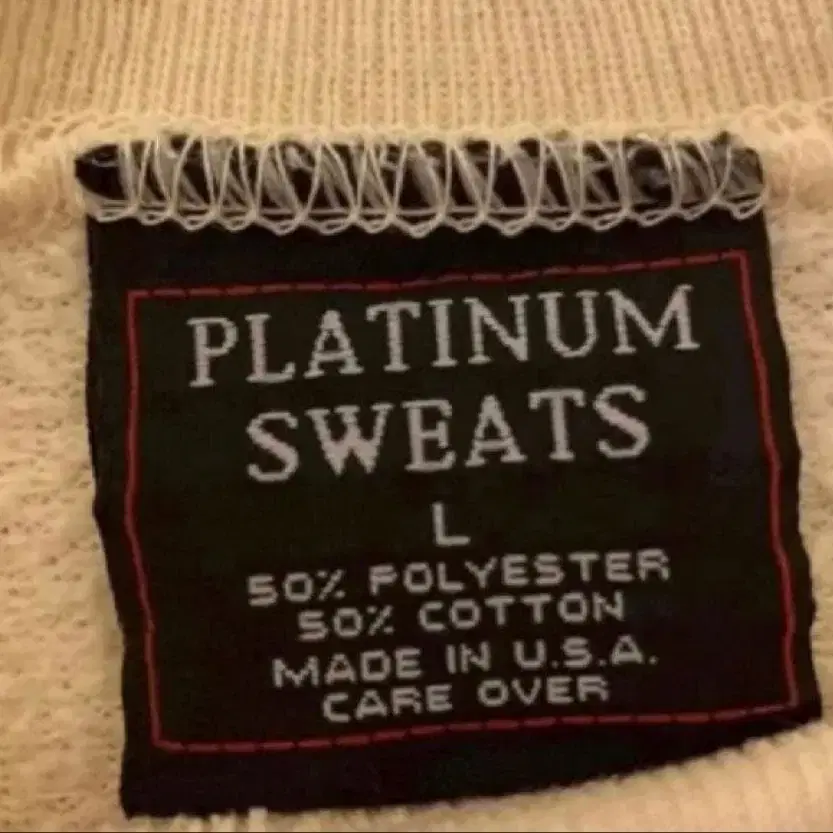 PLATINUM
SWEATS
L
50% POLYESTER
50% COTTON
MADE IN U.S.A.
CARE OVER